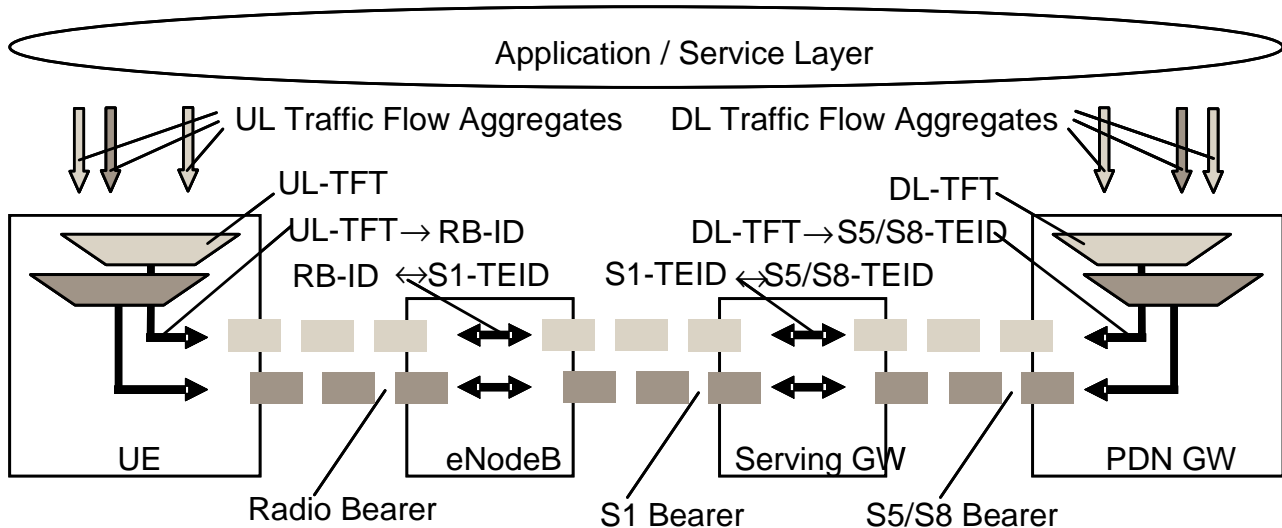 Application / Service Layer
UL Traffic Flow Aggregates
DL Traffic Flow Aggregates
UL-TFT
DL-TFT
UL-TFT → RB-ID
DL-TFT → S5/S8-TEID
RB-ID ↔ S1-TEID
S1-TEID ↔ S5/S8-TEID
UE
eNodeB
Serving GW
PDN GW
Radio Bearer
S1 Bearer
S5/S8 Bearer